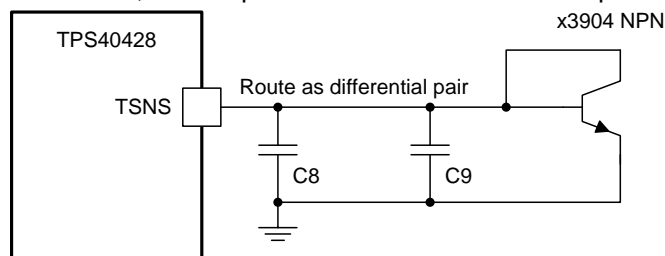 x3904 NPN
TPS40428
Route as differential pair
TSNS
C8
C9